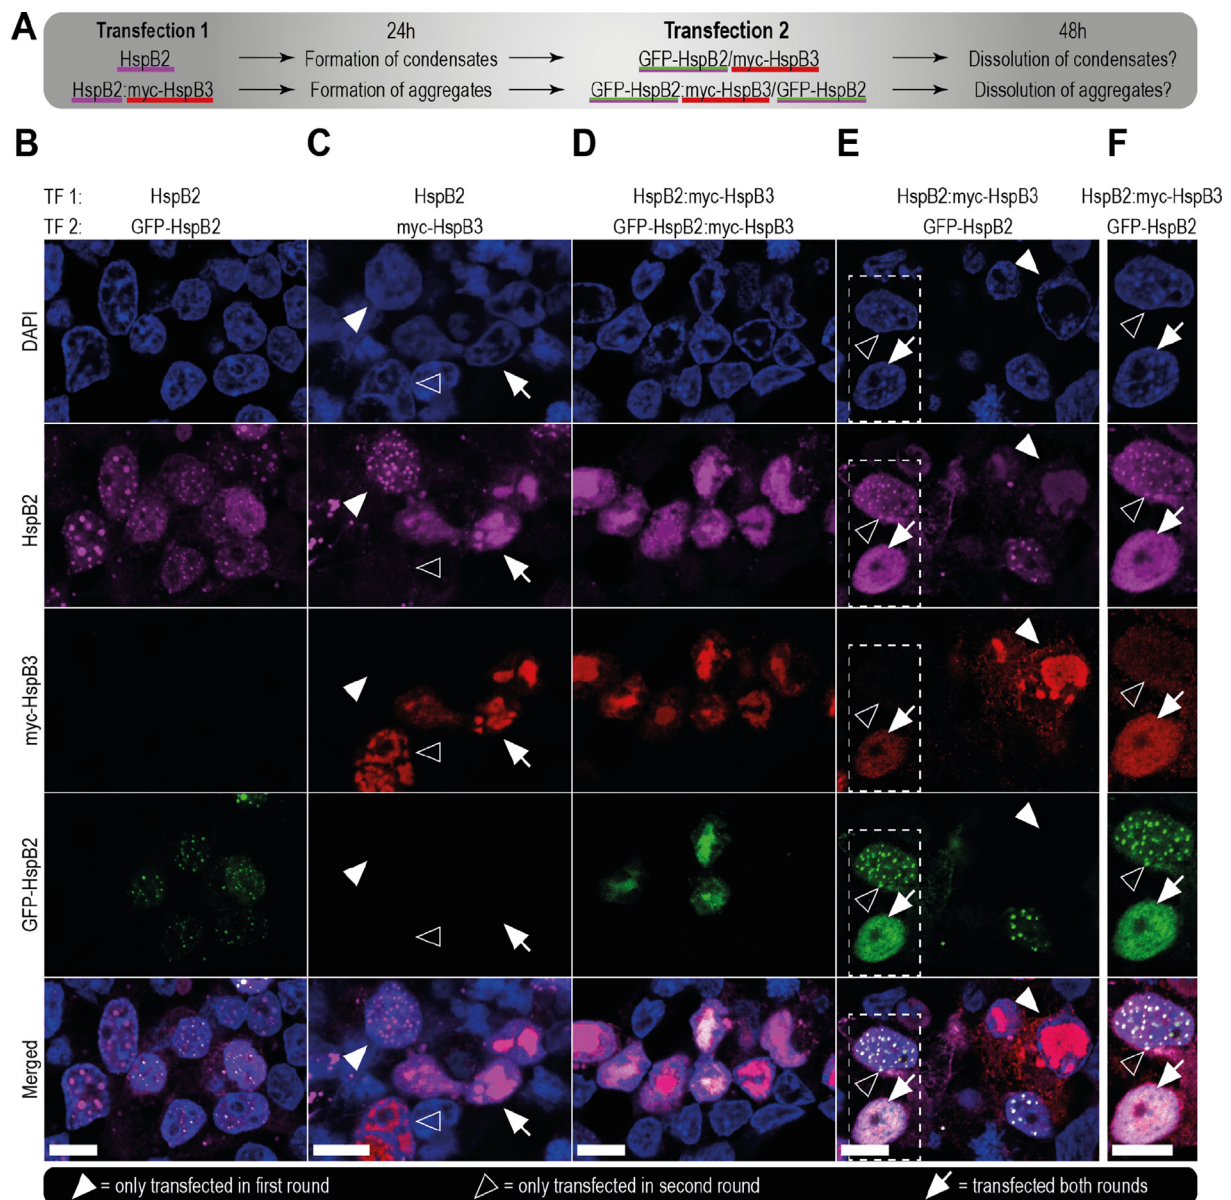 A
Transfection 1 24h Transfection 2 48h
HspB2 Formation of condensates GFP-HspB2/myc-HspB3 Dissolution of condensates?
HspB2:myc-HspB3 Formation of aggregates GFP-HspB2:myc-HspB3/GFP-HspB2 Dissolution of aggregates?
B C D E F
TF 1: HspB2 HspB2 HspB2:myc-HspB3 HspB2:myc-HspB3 HspB2:myc-HspB3
TF 2: GFP-HspB2 myc-HspB3 GFP-HspB2:myc-HspB3 GFP-HspB2 GFP-HspB2
DAPI
HspB2
myc-HspB3
GFP-HspB2
Merged
= only transfected in first round = only transfected in second round = transfected both rounds